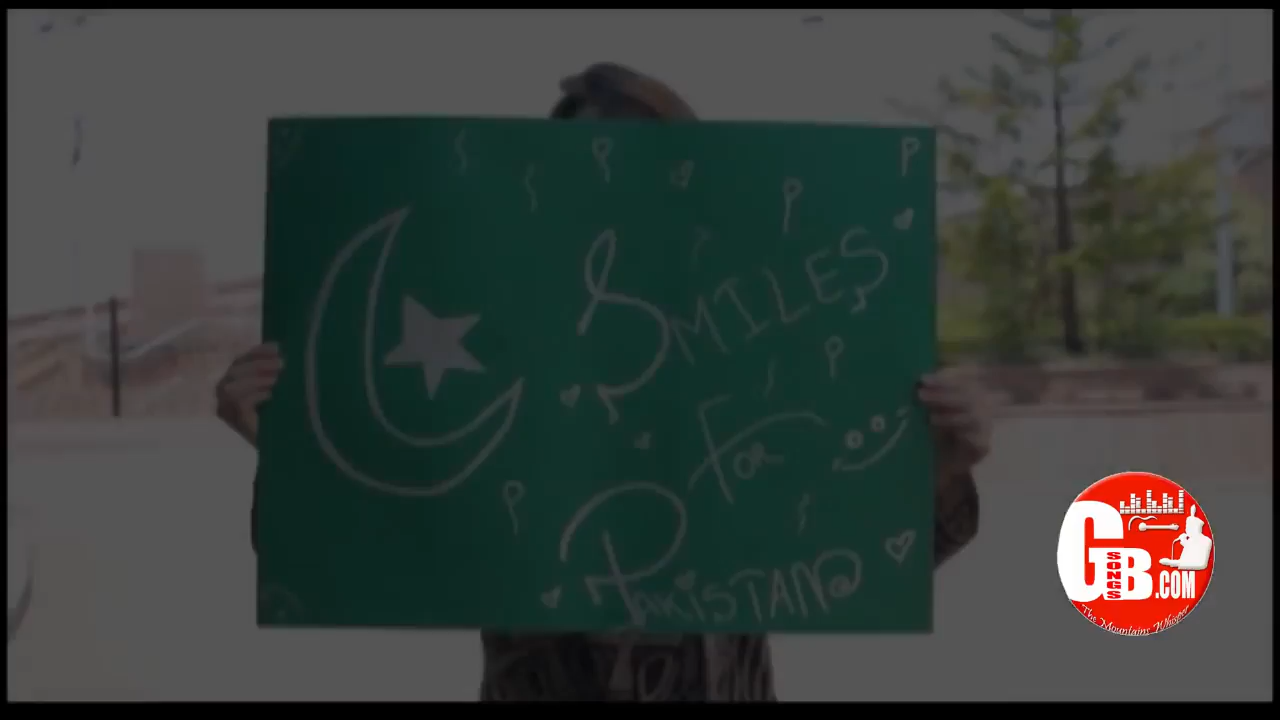 SMILES
FOR
PAKISTAN
GB
SONGS
.COM
The Mountains Whisper